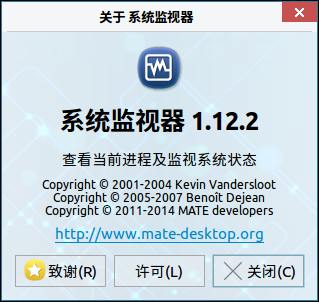 关于 系统监视器
系统监视器 1.12.2
查看当前进程及监视系统状态
Copyright © 2001-2004 Kevin Vandersloot
Copyright © 2005-2007 Benoît Dejean
Copyright © 2011-2014 MATE developers
http://www.mate-desktop.org
致谢(R) 许可(L) 关闭(C)